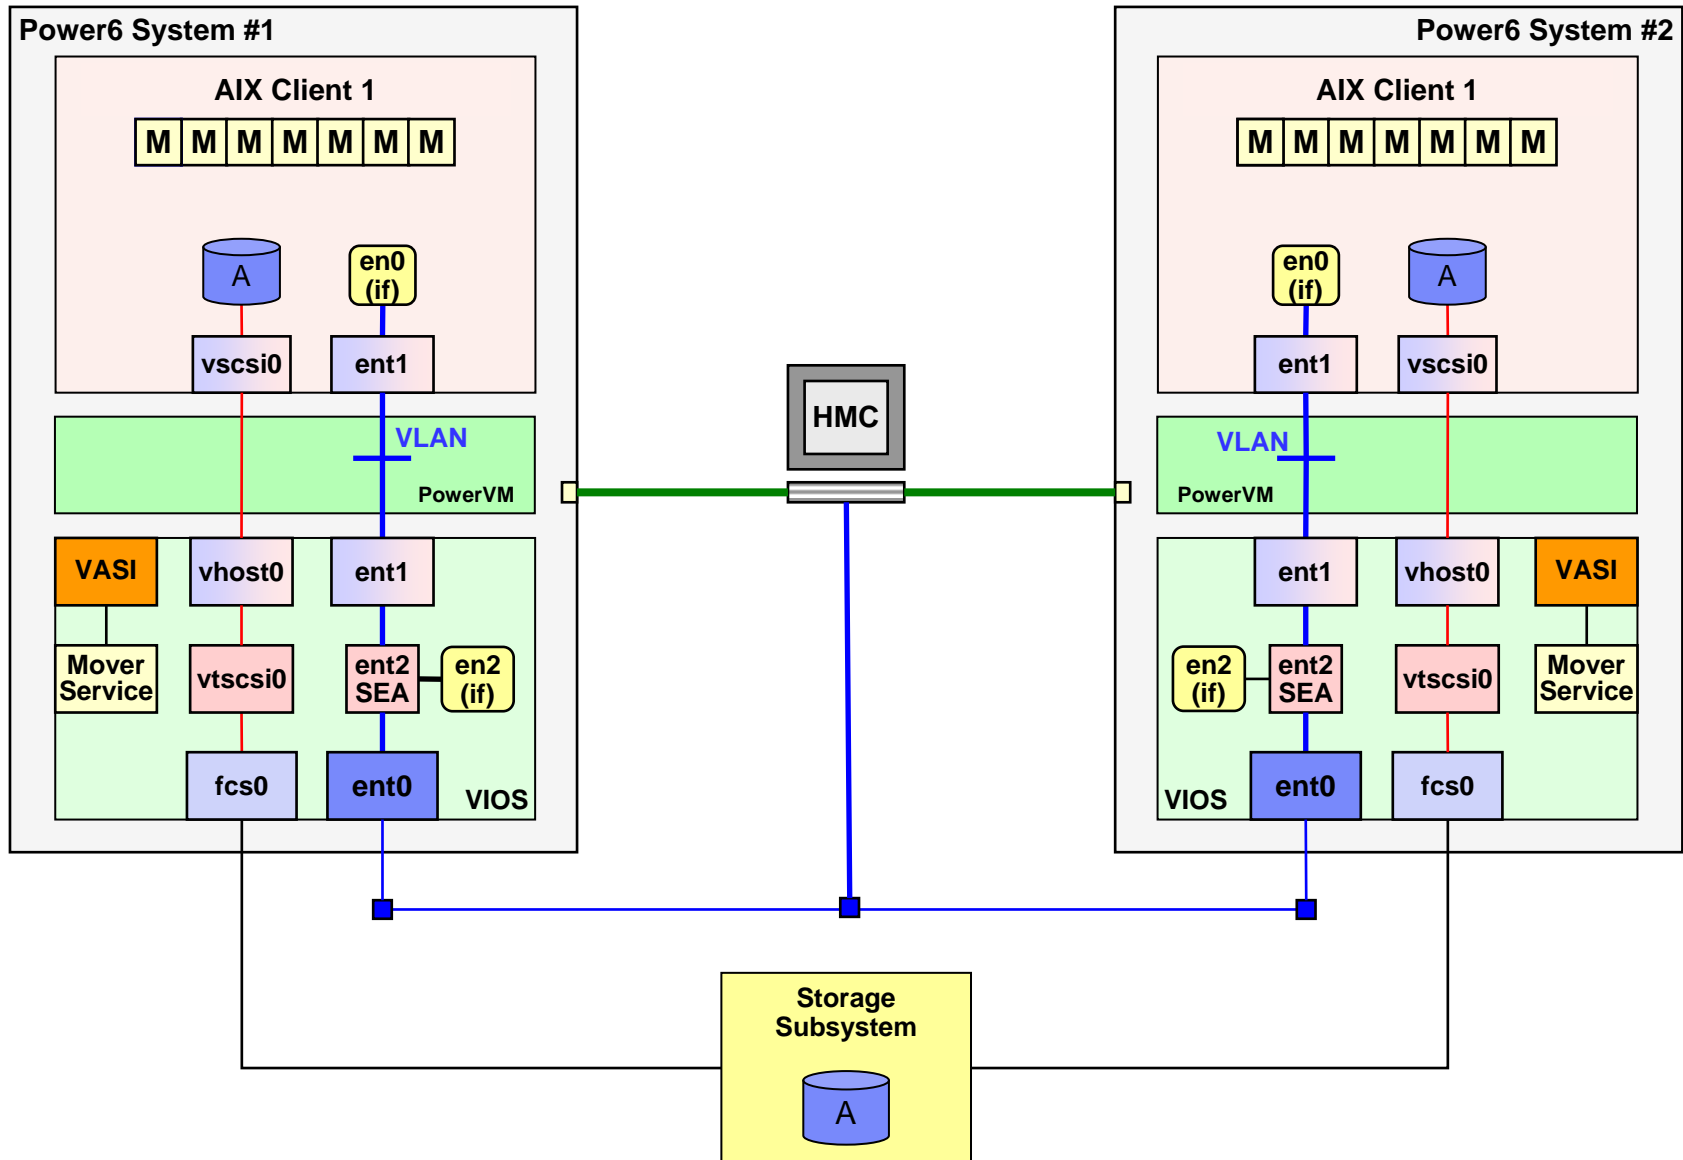 Power6 System #1
AIX Client 1
M M M M M M M
A
en0
(if)
vscsi0
ent1
VLAN
PowerVM
VASI
vhost0
ent1
Mover
Service
vtscsi0
ent2
SEA
en2
(if)
fcs0
ent0
VIOS
HMC
Power6 System #2
AIX Client 1
M M M M M M M
en0
(if)
A
ent1
vscsi0
VLAN
PowerVM
ent1
vhost0
VASI
en2
(if)
ent2
SEA
vtscsi0
Mover
Service
VIOS
ent0
fcs0
Storage
Subsystem
A